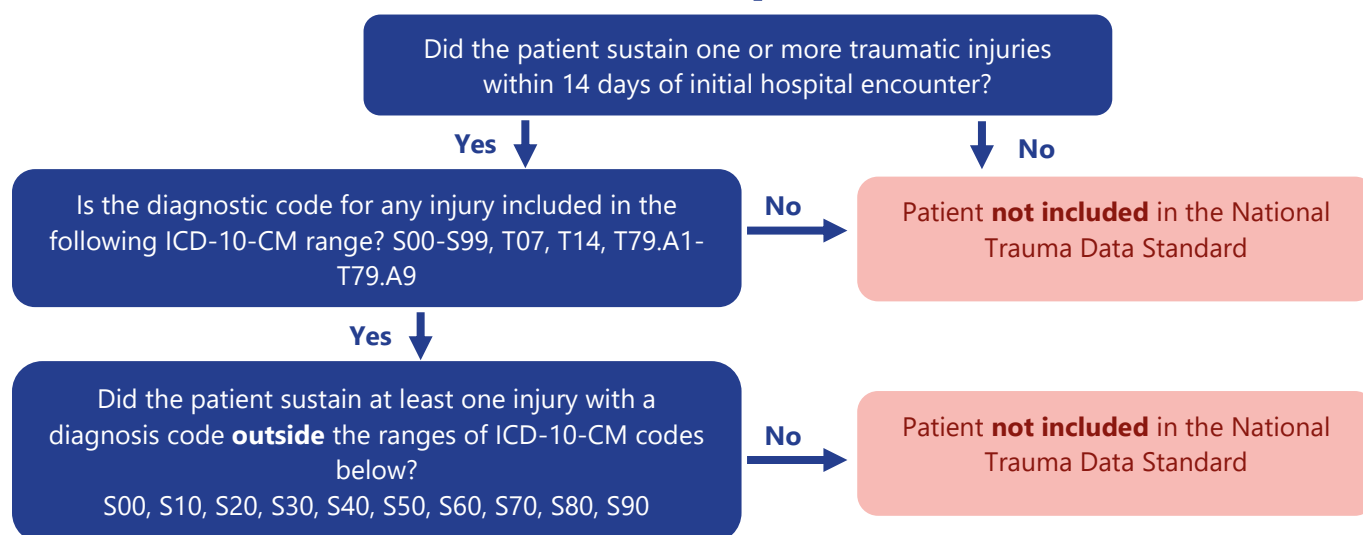 Did the patient sustain one or more traumatic injuries
within 14 days of initial hospital encounter?
Yes
No
Is the diagnostic code for any injury included in the
following ICD-10-CM range? S00-S99, T07, T14, T79.A1-
T79.A9
No
Patient not included in the National
Trauma Data Standard
Yes
Did the patient sustain at least one injury with a
diagnosis code outside the ranges of ICD-10-CM codes
below?
S00, S10, S20, S30, S40, S50, S60, S70, S80, S90
No
Patient not included in the National
Trauma Data Standard